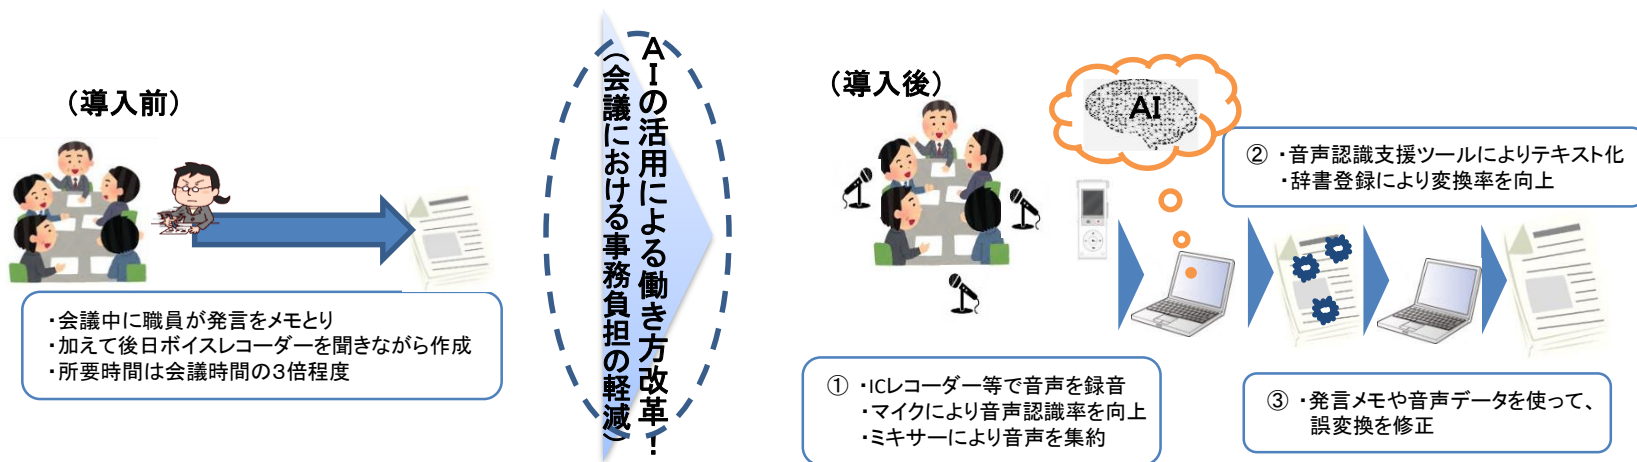 （導入前）
・会議中に職員が発言をメモとり
・加えて後日ボイスレコーダーを聞きながら作成
・所要時間は会議時間の３倍程度
ＡＩの活用による働き方改革！
（会議における事務負担の軽減）
（導入後）
AI
① ・ICレコーダー等で音声を録音
・マイクにより音声認識率を向上
・ミキサーにより音声を集約
② ・音声認識支援ツールによりテキスト化
・辞書登録により変換率を向上
③ ・発言メモや音声データを使って、
誤変換を修正